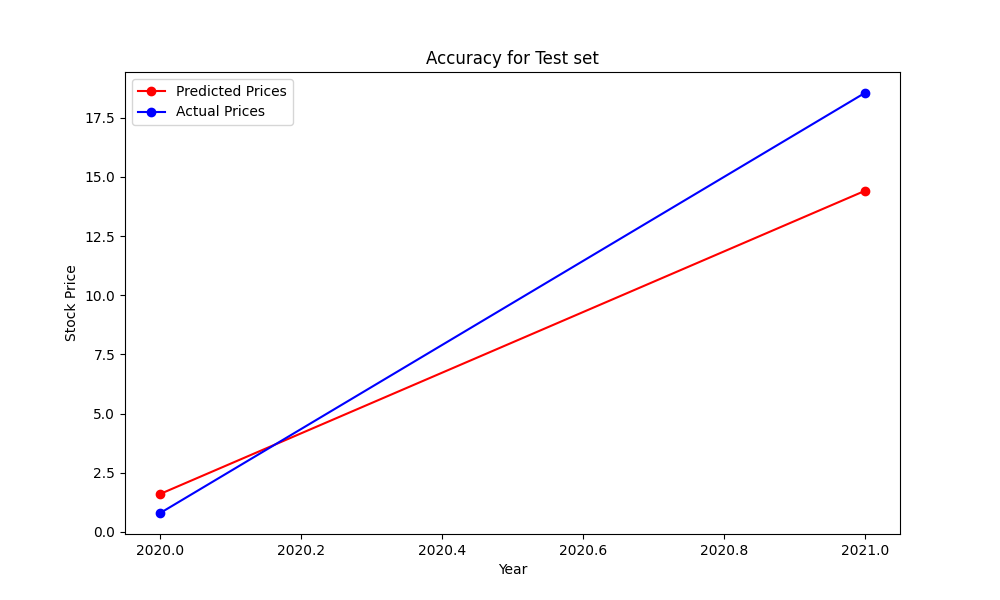 Accuracy for Test set
Predicted Prices
Actual Prices
17.5
15.0
12.5
10.0
7.5
5.0
2.5
0.0
Stock Price
2020.0 2020.2 2020.4 2020.6 2020.8 2021.0
Year